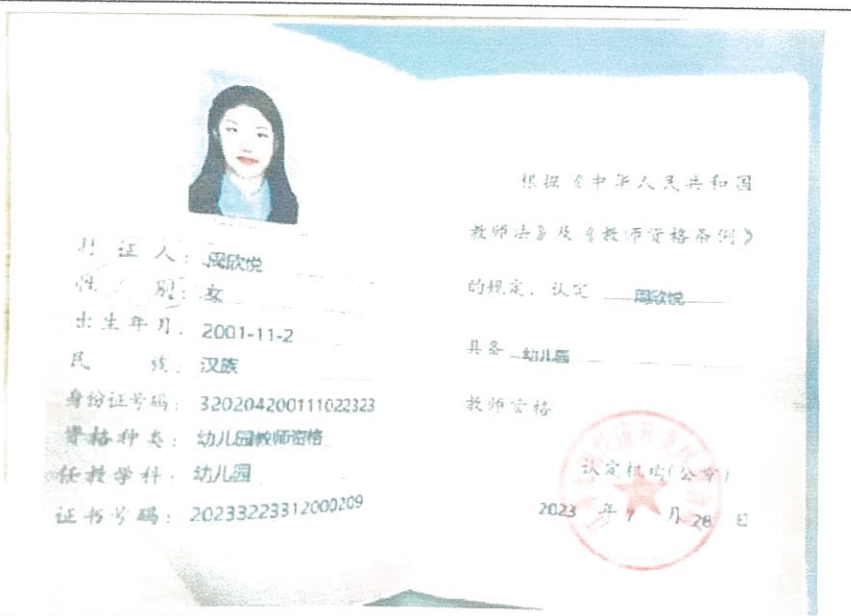 持证人：周欣悦
性别：女
出生年月：2001-11-2
民族：汉族
身份证号码：320204200111022323
资格种类：幼儿园教师资格
任教学科：幼儿园
证书号码：20233223312000209
根据《中华人民共和国
教师法》及《教师资格条例》
的规定，认定 周欣悦
具备 幼儿园
教师资格
认定机构(公章)
2023 年 7 月 28 日